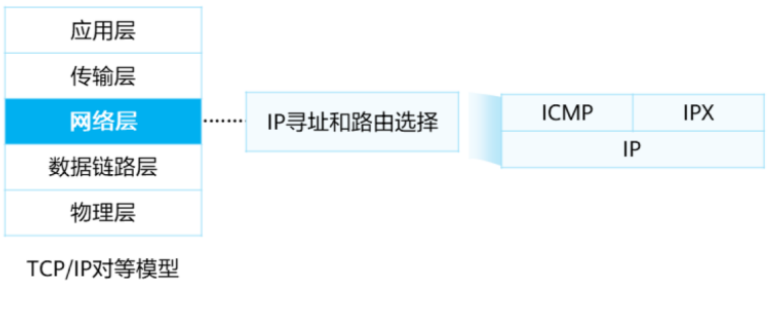 应用层
传输层
网络层
数据链路层
物理层
TCP/IP对等模型
IP寻址和路由选择
ICMP
IPX
IP